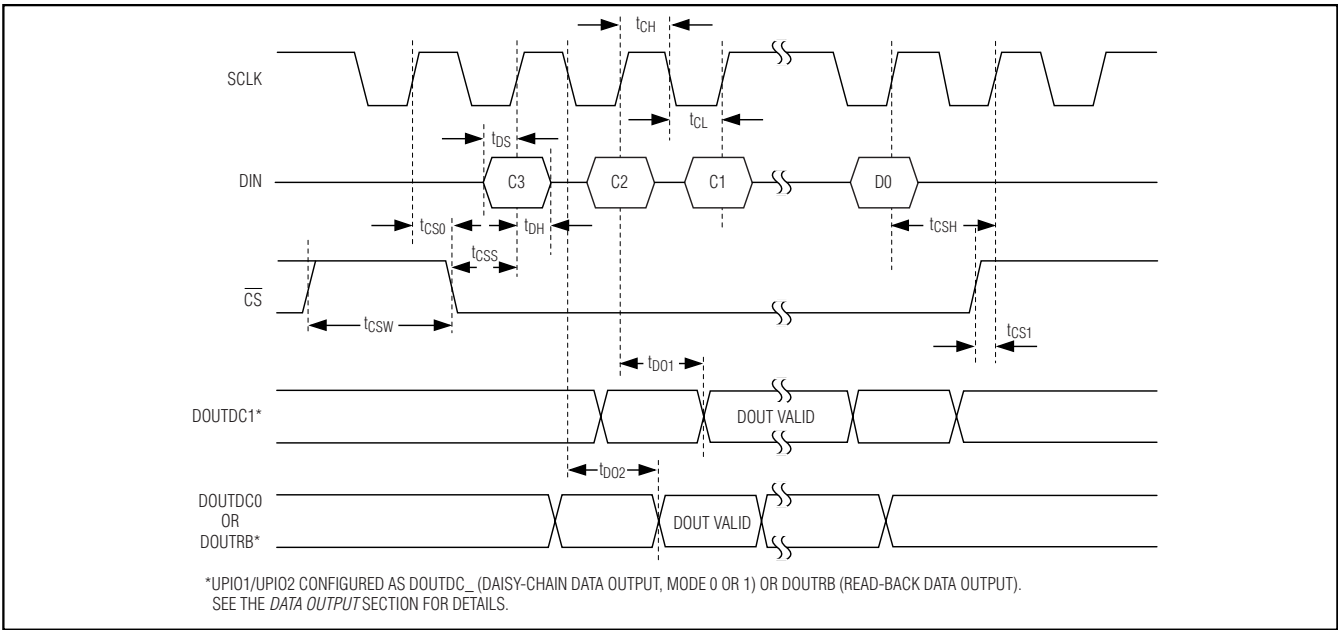 tCH
SCLK
tCL
tDS
DIN
C3
C2
C1
D0
tCS0
tDH
tCSH
tCSS
CS
tCSW
tCS1
tDO1
DOUTDC1*
DOUT VALID
tDO2
DOUTDC0
OR
DOUTRB*
DOUT VALID
*UPIO1/UPIO2 CONFIGURED AS DOUTDC_ (DAISY-CHAIN DATA OUTPUT, MODE 0 OR 1) OR DOUTRB (READ-BACK DATA OUTPUT).
SEE THE DATA OUTPUT SECTION FOR DETAILS.